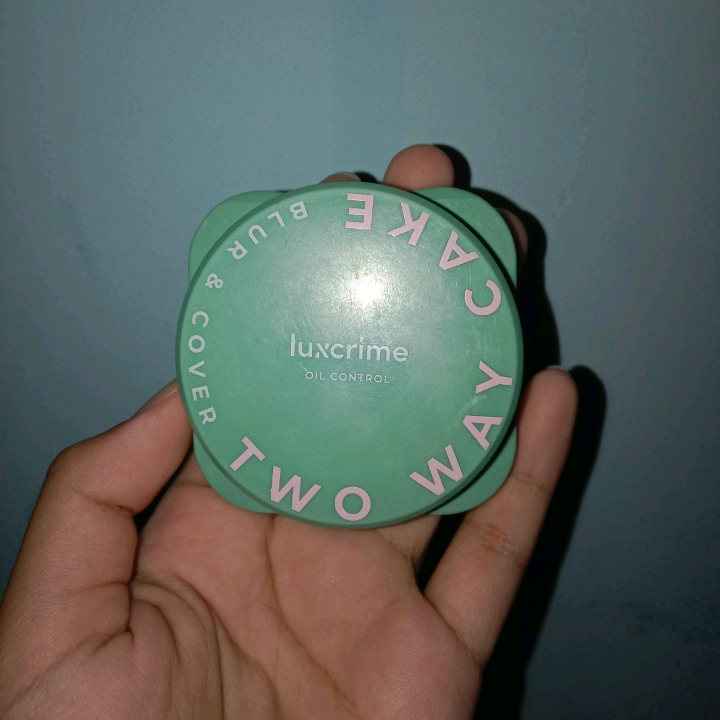 luxcrime
OIL CONTROL
BLUR & COVER
TWO WAY CAKE